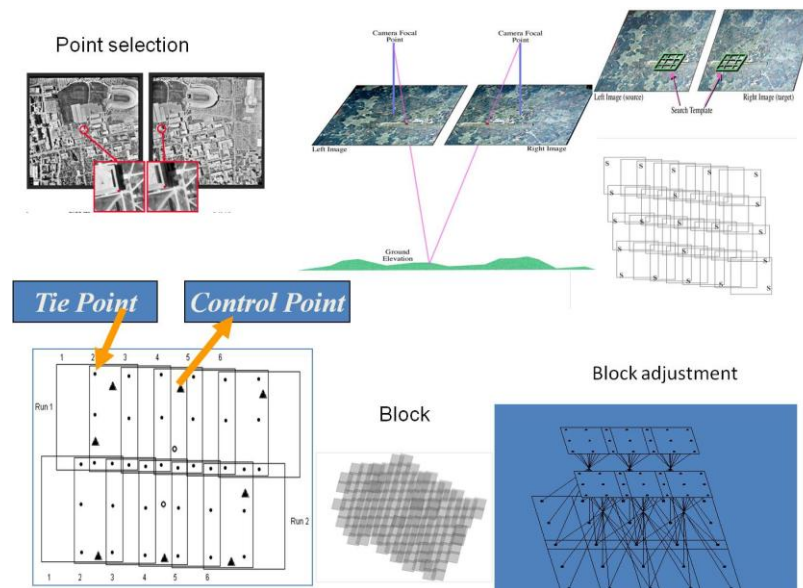 Point selection
Camera Focal
Point
Camera Focal
Point
Left Image
Right Image
Ground
Elevation
Left Image (source)
Right Image (target)
Search Template
S S
S S
S S
S S
S S S S S
Tie Point
Control Point
1 2 3 4 5 6
Run 1
Run 2
1 2 3 4 5 6
Block
Block adjustment